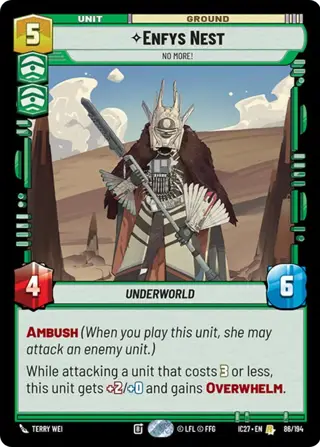 UNIT
GROUND
5
✧ENFYS NEST
NO MORE!
4
UNDERWORLD
6
AMBUSH (When you play this unit, she may
attack an enemy unit.)
While attacking a unit that costs 3 or less,
this unit gets +2/+0 and gains OVERWHELM.
TERRY WEI
© LFL © FFG
IC27 • EN
86/194